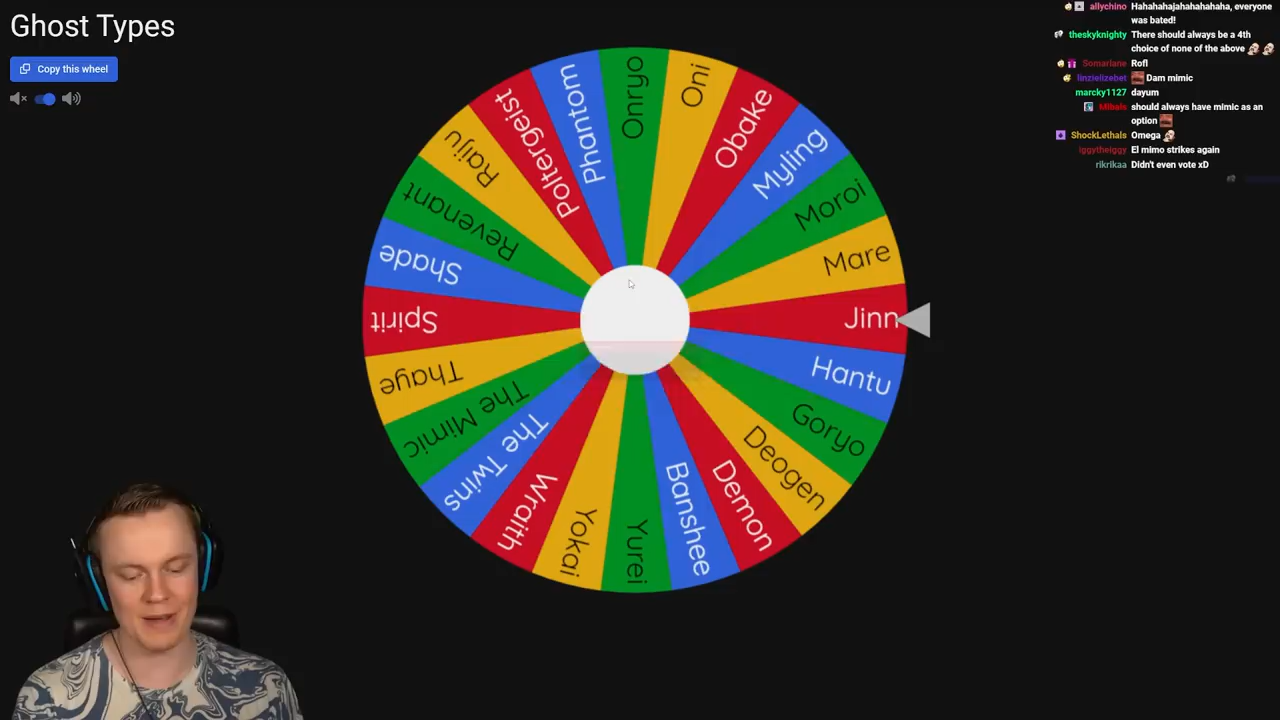 Ghost Types
Copy this wheel
Onryo
Oni
Obake
Myling
Moroi
Mare
Jinn
Hantu
Goryo
Deogen
Demon
Banshee
Yurei
Yokai
Wraith
The Twins
The Mimic
Thaye
Spirit
Shade
Revenant
Raiju
Poltergeist
Phantom
allychino Hahahahajahahahahaha, everyone
was bated!
theskyknighty There should always be a 4th
choice of none of the above
Somarlane Rofl
linzielizebet Dam mimic
marcky1127 dayum
Mihals should always have mimic as an
option
ShockLethals Omega
iggytheiggy El mimo strikes again
rikrikaa Didn't even vote xD